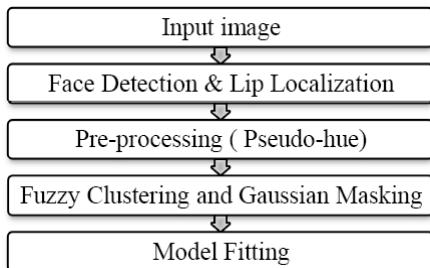 Input image
Face Detection & Lip Localization
Pre-processing ( Pseudo-hue)
Fuzzy Clustering and Gaussian Masking
Model Fitting